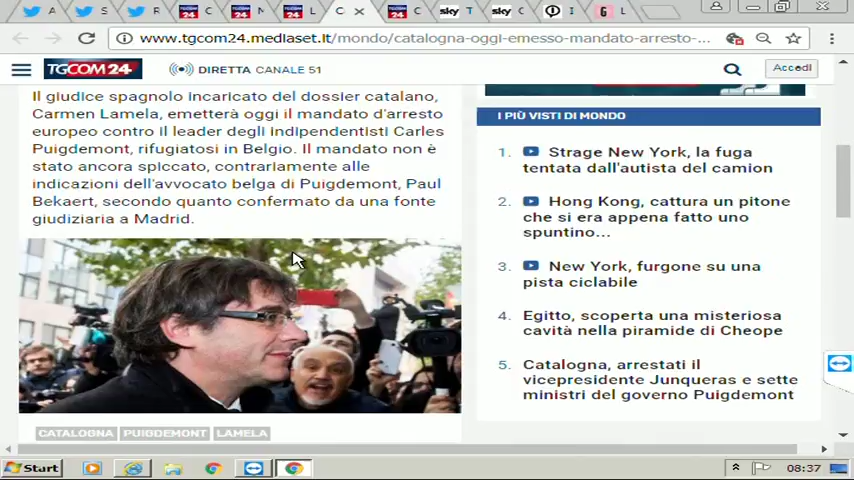 A
S
R
C
N
L
C
C
sky T
sky C
I
G L
www.tgcom24.mediaset.it/mondo/catalogna-oggi-emesso-mandato-arresto-...
TGCOM 24
DIRETTA CANALE 51
Accedi
Il giudice spagnolo incaricato del dossier catalano,
Carmen Lamela, emetterà oggi il mandato d'arresto
europeo contro il leader degli indipendentisti Carles
Puigdemont, rifugiatosi in Belgio. Il mandato non è
stato ancora spiccato, contrariamente alle
indicazioni dell'avvocato belga di Puigdemont, Paul
Bekaert, secondo quanto confermato da una fonte
giudiziaria a Madrid.
CATALOGNA PUIGDEMONT LAMELA
I PIÙ VISTI DI MONDO
1. Strage New York, la fuga
tentata dall'autista del camion
2. Hong Kong, cattura un pitone
che si era appena fatto uno
spuntino...
3. New York, furgone su una
pista ciclabile
4. Egitto, scoperta una misteriosa
cavità nella piramide di Cheope
5. Catalogna, arrestati il
vicepresidente Junqueras e sette
ministri del governo Puigdemont
Start
08:37